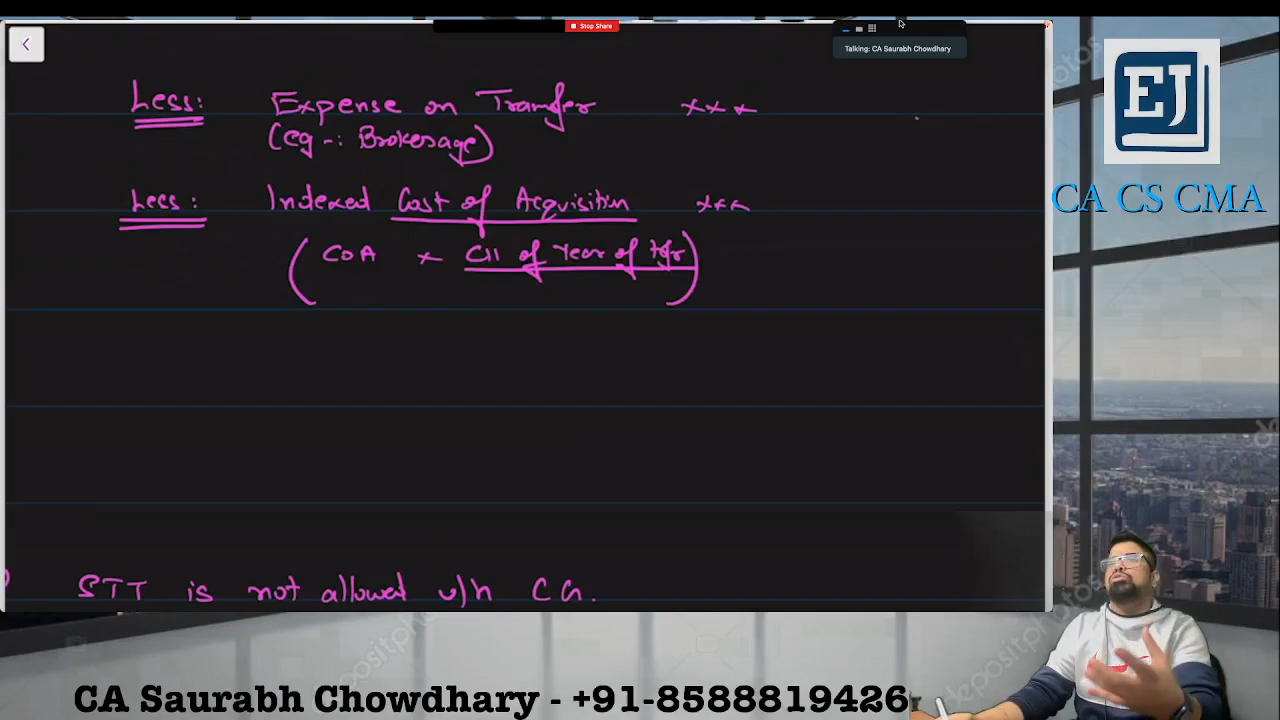 Stop Share
Talking: CA Saurabh Chowdhary
EJ
CA CS CMA
Less: Expense on Transfer xxx
(eg -: Brokerage)
Less: Indexed Cost of Acquisition xxx
(COA x CII of Year of tfr)
STT is not allowed u/h CG.
CA Saurabh Chowdhary - +91-8588819426